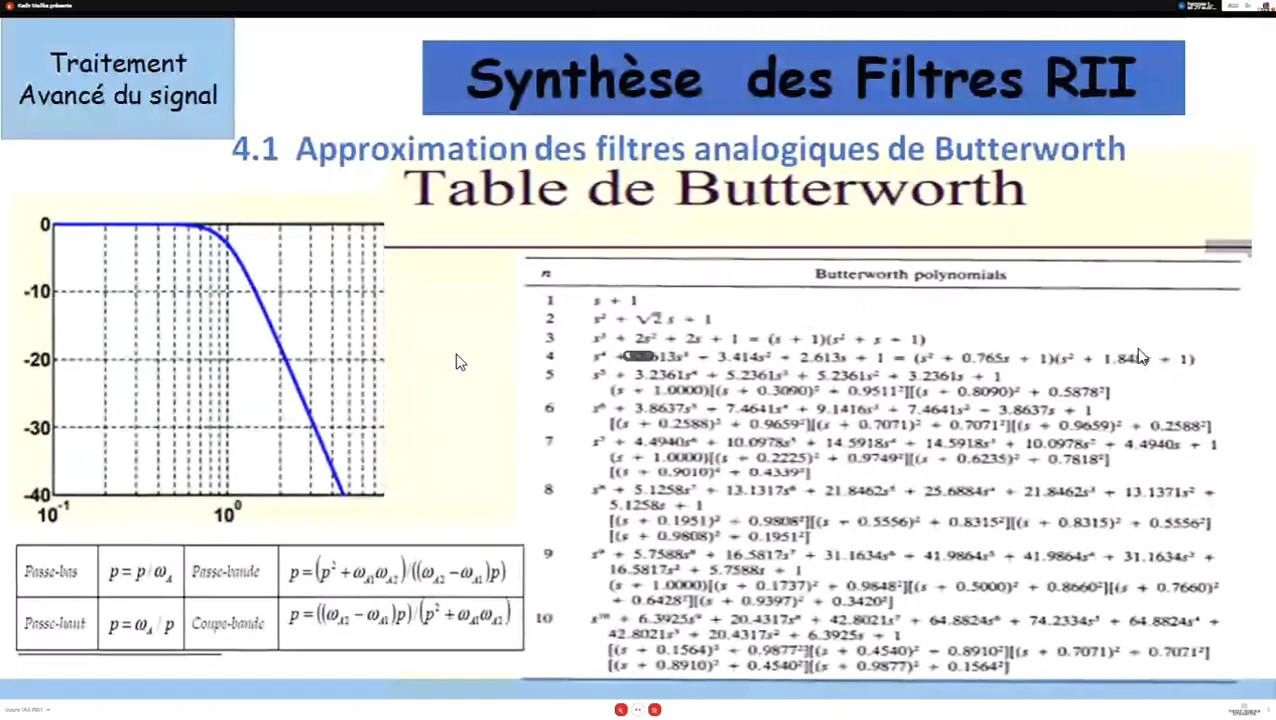 Kadir Malika présente
Traitement
Avancé du signal
Synthèse des Filtres RII
4.1 Approximation des filtres analogiques de Butterworth
Table de Butterworth
0
-10
-20
-30
-40
10⁻¹
10⁰
n Butterworth polynomials
1 s + 1
2 s² + √2 s + 1
3 s³ + 2s² + 2s + 1 = (s + 1)(s² + s + 1)
4 s⁴ + 613s³ + 3.414s² + 2.613s + 1 = (s² + 0.765s + 1)(s² + 1.84 + 1)
5 s⁵ + 3.2361s⁴ + 5.2361s³ + 5.2361s² + 3.2361s + 1
(s + 1.0000)[(s + 0.3090)² + 0.9511²][(s + 0.8090)² + 0.5878²]
6 s⁶ + 3.8637s⁵ + 7.4641s⁴ + 9.1416s³ + 7.4641s² + 3.8637s + 1
[(s + 0.2588)² + 0.9659²][(s + 0.7071)² + 0.7071²][(s + 0.9659)² + 0.2588²]
7 s⁷ + 4.4940s⁶ + 10.0978s⁵ + 14.5918s⁴ + 14.5918s³ + 10.0978s² + 4.4940s + 1
(s + 1.0000)[(s + 0.2225)² + 0.9749²][(s + 0.6235)² + 0.7818²]
[(s + 0.9010)² + 0.4339²]
8 s⁸ + 5.1258s⁷ + 13.1317s⁶ + 21.8462s⁵ + 25.6884s⁴ + 21.8462s³ + 13.1371s² +
5.1258s + 1
[(s + 0.1951)² + 0.9808²][(s + 0.5556)² + 0.8315²][(s + 0.8315)² + 0.5556²]
[(s + 0.9808)² + 0.1951²]
9 s⁹ + 5.7588s⁸ + 16.5817s⁷ + 31.1634s⁶ + 41.9864s⁵ + 41.9864s⁴ + 31.1634s³ +
16.5817s² + 5.7588s + 1
(s + 1.0000)[(s + 0.1737)² + 0.9848²][(s + 0.5000)² + 0.8660²][(s + 0.7660)
+ 0.6428²][(s + 0.9397)² + 0.3420²]
10 s¹⁰ + 6.3925s⁹ + 20.4317s⁸ + 42.8021s⁷ + 64.8824s⁶ + 74.2334s⁵ + 64.8824s⁴ +
42.8021s³ + 20.4317s² + 6.3925s + 1
[(s + 0.1564)² + 0.9877²][(s + 0.4540)² + 0.8910²][(s + 0.7071)² + 0.7071²]
[(s + 0.8910)² + 0.4540²][(s + 0.9877)² + 0.1564²]
Passe-bas p = p/ω_A Passe-bande p = (p² + ω_A1ω_A2)/((ω_A2 − ω_A1)p)
Passe-haut p = ω_A/p Coupe-bande p = ((ω_A2 − ω_A1)p)/(p² + ω_A1ω_A2)
cours TAS INST